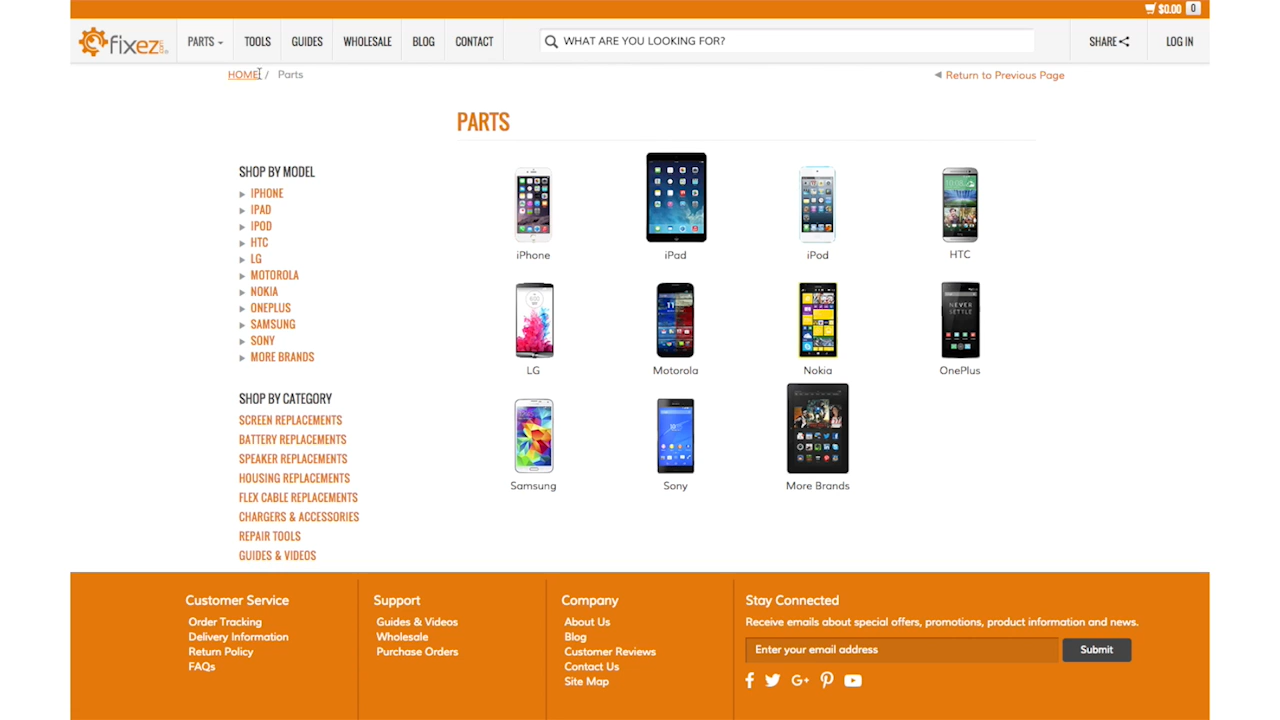 $0.00 0
fixez.com
PARTS TOOLS GUIDES WHOLESALE BLOG CONTACT WHAT ARE YOU LOOKING FOR? SHARE LOG IN
HOME / Parts Return to Previous Page
PARTS
SHOP BY MODEL
IPHONE
IPAD
IPOD
HTC
LG
MOTOROLA
NOKIA
ONEPLUS
SAMSUNG
SONY
MORE BRANDS
SHOP BY CATEGORY
SCREEN REPLACEMENTS
BATTERY REPLACEMENTS
SPEAKER REPLACEMENTS
HOUSING REPLACEMENTS
FLEX CABLE REPLACEMENTS
CHARGERS & ACCESSORIES
REPAIR TOOLS
GUIDES & VIDEOS
iPhone iPad iPod HTC
NEVER
SETTLE
LG Motorola Nokia OnePlus
Samsung Sony More Brands
Customer Service
Order Tracking
Delivery Information
Return Policy
FAQs
Support
Guides & Videos
Wholesale
Purchase Orders
Company
About Us
Blog
Customer Reviews
Contact Us
Site Map
Stay Connected
Receive emails about special offers, promotions, product information and news.
Enter your email address Submit